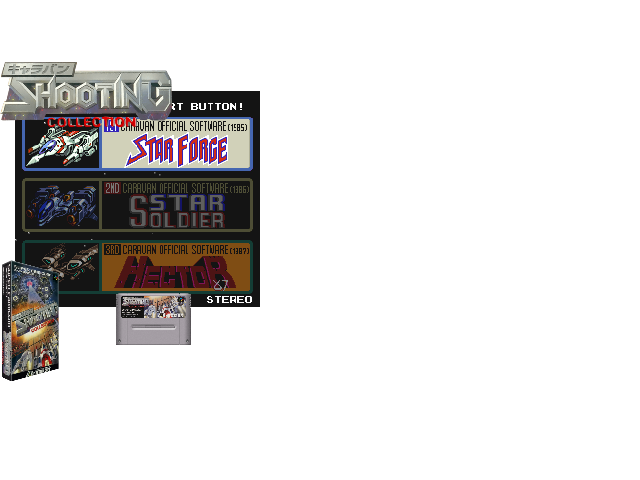 キャラバン
SHOOTING
COLLECTION
RT BUTTON!
1ST CARAVAN OFFICIAL SOFTWARE(1985)
STAR FORCE
2ND CARAVAN OFFICIAL SOFTWARE(1986)
STAR
SOLDIER
3RD CARAVAN OFFICIAL SOFTWARE(1987)
HECTOR
87
STEREO
SHOOTING